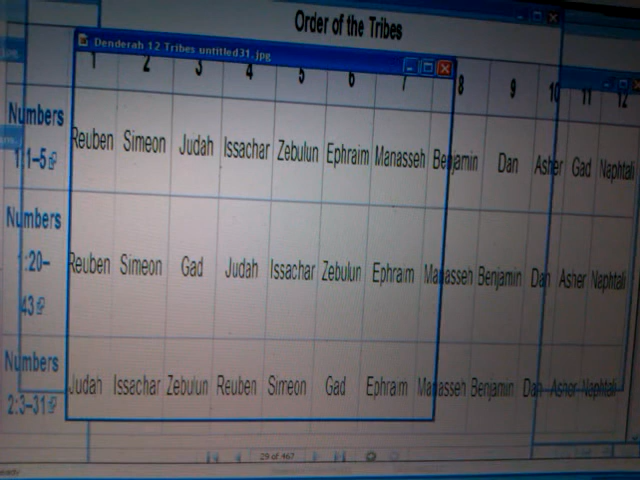 Order of the Tribes
Denderah 12 Tribes untitled31.jpg
1 2 3 4 5 6 7 8 9 10 11 12
Numbers 1:1–5 Reuben Simeon Judah Issachar Zebulun Ephraim Manasseh Benjamin Dan Asher Gad Naphtali
Numbers 1:20–43 Reuben Simeon Gad Judah Issachar Zebulun Ephraim Manasseh Benjamin Dan Asher Naphtali
Numbers 2:3–31 Judah Issachar Zebulun Reuben Simeon Gad Ephraim Manasseh Benjamin Dan Asher Naphtali
29 of 467